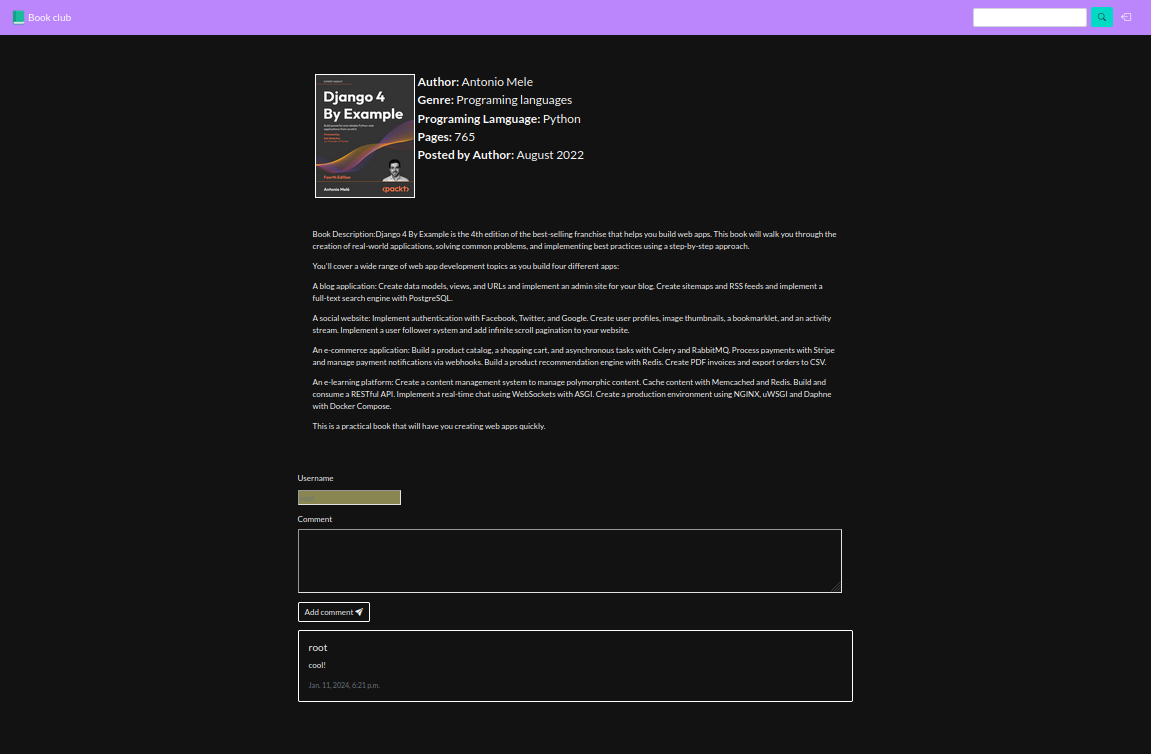 Book club
Django 4
By Example
Fourth Edition
Antonio Melé
<packt>
Author: Antonio Mele
Genre: Programing languages
Programing Lamguage: Python
Pages: 765
Posted by Author: August 2022
Book Description:Django 4 By Example is the 4th edition of the best-selling franchise that helps you build web apps. This book will walk you through the
creation of real-world applications, solving common problems, and implementing best practices using a step-by-step approach.
You'll cover a wide range of web app development topics as you build four different apps:
A blog application: Create data models, views, and URLs and implement an admin site for your blog. Create sitemaps and RSS feeds and implement a
full-text search engine with PostgreSQL.
A social website: Implement authentication with Facebook, Twitter, and Google. Create user profiles, image thumbnails, a bookmarklet, and an activity
stream. Implement a user follower system and add infinite scroll pagination to your website.
An e-commerce application: Build a product catalog, a shopping cart, and asynchronous tasks with Celery and RabbitMQ. Process payments with Stripe
and manage payment notifications via webhooks. Build a product recommendation engine with Redis. Create PDF invoices and export orders to CSV.
An e-learning platform: Create a content management system to manage polymorphic content. Cache content with Memcached and Redis. Build and
consume a RESTful API. Implement a real-time chat using WebSockets with ASGI. Create a production environment using NGINX, uWSGI and Daphne
with Docker Compose.
This is a practical book that will have you creating web apps quickly.
Username
Comment
Add comment
root
cool!
Jan. 11, 2024, 6:21 p.m.